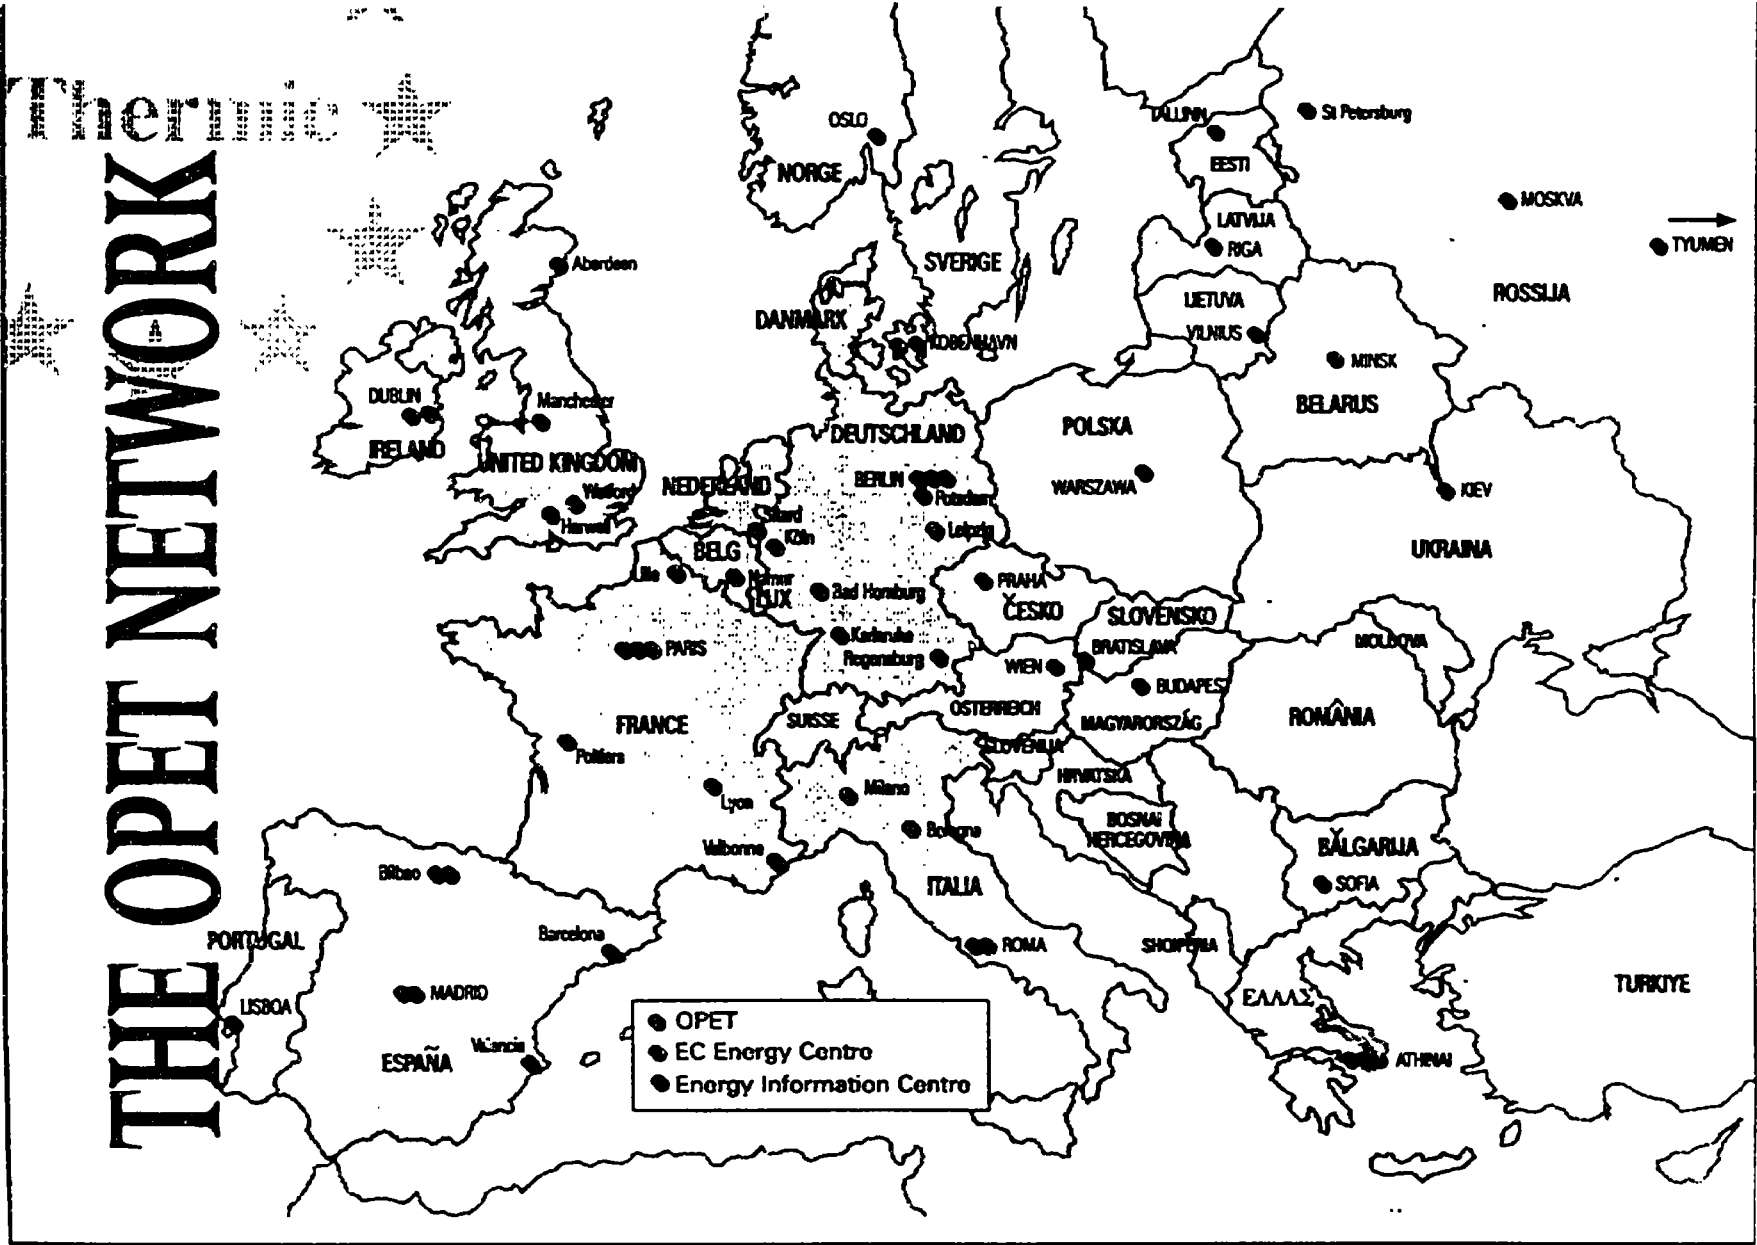 Thermie
THE OPET NETWORK
OSLO
NORGE
TALLINN
St Petersburg
EESTI
MOSKVA
LATVIJA
RIGA
TYUMEN
Aberdeen
SVERIGE
ROSSIJA
LIETUVA
DANMARK
VILNIUS
KOBENHAVN
MINSK
DUBLIN
Manchester
BELARUS
IRELAND
DEUTSCHLAND
POLSKA
UNITED KINGDOM
NEDERLAND
BERLIN
WARSZAWA
KIEV
Watford
Potsdam
Harwell
Sittard
Köln
Leipzig
BELG
UKRAINA
Lille
Namur
LUX
Bad Homburg
PRAHA
ČESKO
SLOVENSKO
Karlsruhe
PARIS
Regensburg
WIEN
BRATISLAVA
MOLDOVA
BUDAPEST
FRANCE
SUISSE
OSTERREICH
MAGYARORSZÁG
ROMÂNIA
Poitiers
SLOVENIJA
HRVATSKA
Lyon
Milano
BOSNAI
HERCEGOVINA
Bologna
Valbonne
BĂLGARIJA
Bilbao
ITALIA
SOFIA
PORTUGAL
Barcelona
ROMA
SHQIPERIA
MADRID
LISBOA
ΕΛΛΑΣ
TURKIYE
Valencia
ESPAÑA
ATHINAI
OPET
EC Energy Centre
Energy Information Centre